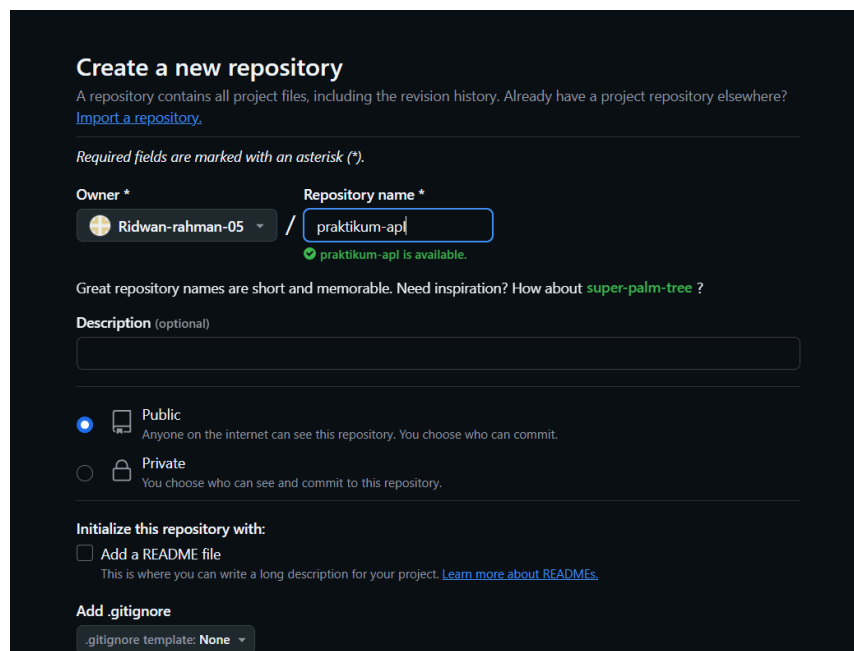 Create a new repository
A repository contains all project files, including the revision history. Already have a project repository elsewhere?
Import a repository.
Required fields are marked with an asterisk (*).
Owner * Repository name *
Ridwan-rahman-05 / praktikum-apl
praktikum-apl is available.
Great repository names are short and memorable. Need inspiration? How about super-palm-tree ?
Description (optional)
Public
Anyone on the internet can see this repository. You choose who can commit.
Private
You choose who can see and commit to this repository.
Initialize this repository with:
Add a README file
This is where you can write a long description for your project. Learn more about READMEs.
Add .gitignore
.gitignore template: None